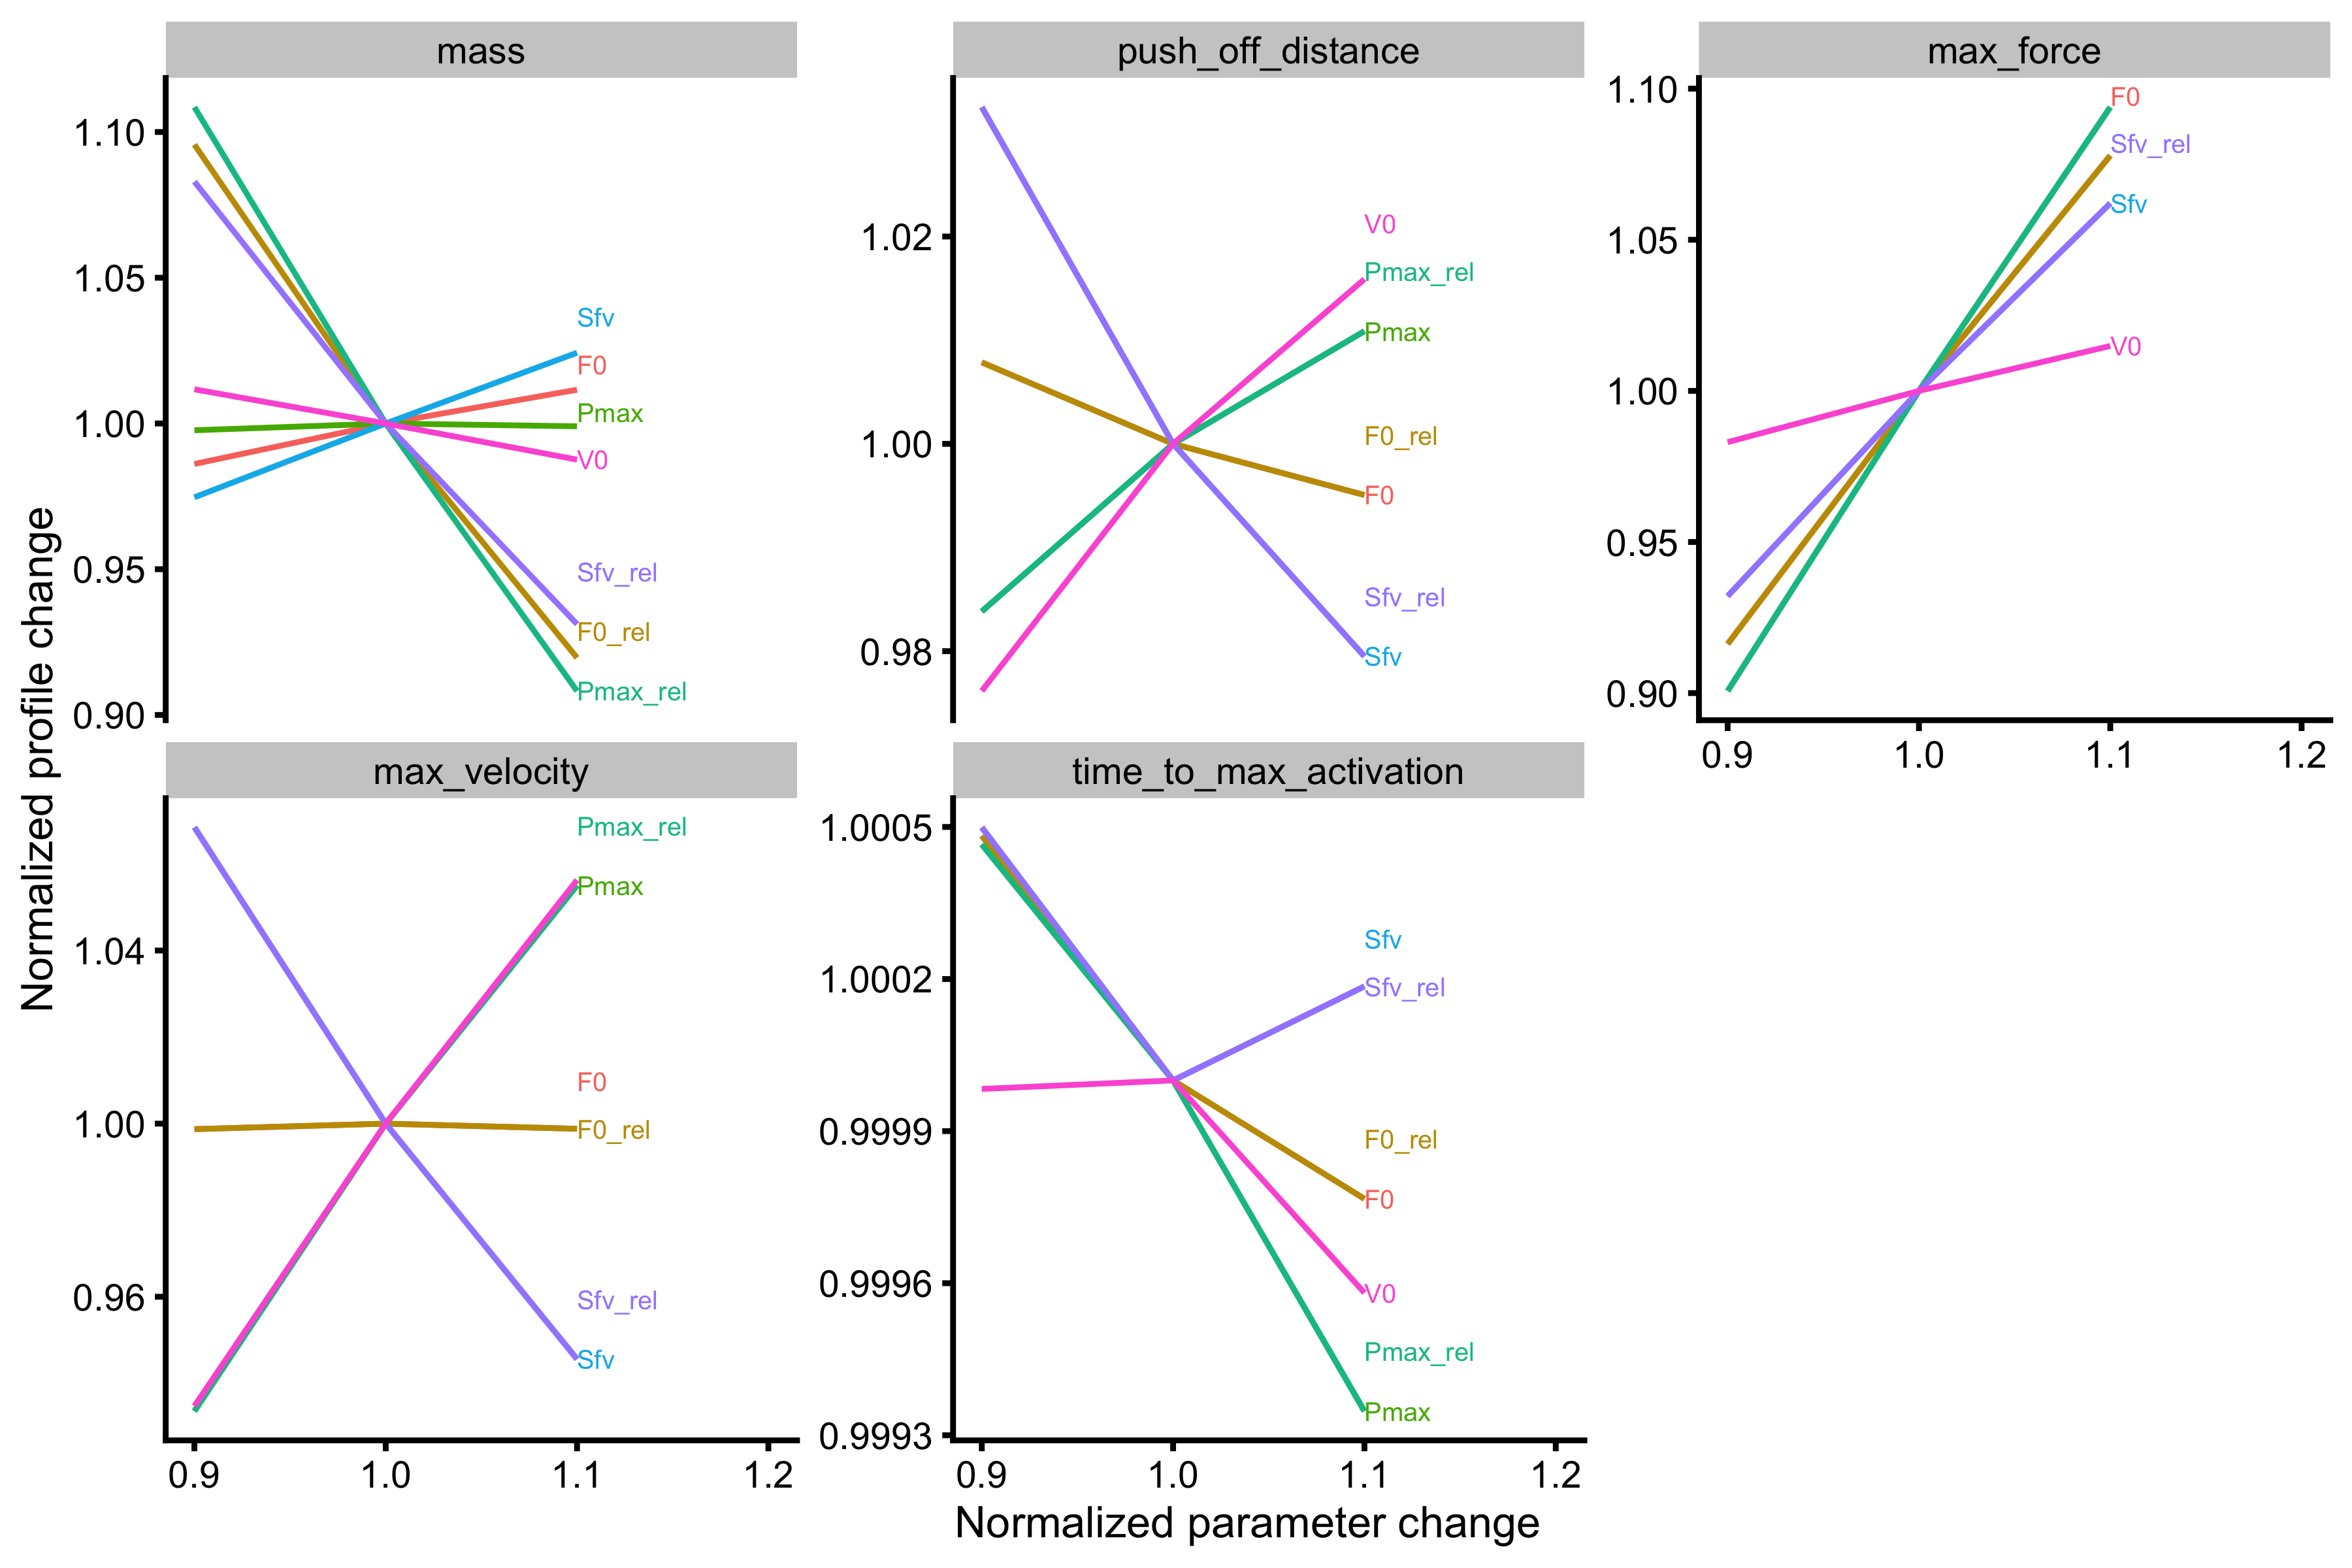 Normalized profile change
mass
1.10
1.05
1.00
0.95
0.90
Sfv
F0
Pmax
V0
Sfv_rel
F0_rel
Pmax_rel
push_off_distance
1.02
1.00
0.98
V0
Pmax_rel
Pmax
F0_rel
F0
Sfv_rel
Sfv
max_force
1.10
1.05
1.00
0.95
0.90
F0
Sfv_rel
Sfv
V0
0.9 1.0 1.1 1.2
max_velocity
1.04
1.00
0.96
Pmax_rel
Pmax
F0
F0_rel
Sfv_rel
Sfv
0.9 1.0 1.1 1.2
time_to_max_activation
1.0005
1.0002
0.9999
0.9996
0.9993
Sfv
Sfv_rel
F0_rel
F0
V0
Pmax_rel
Pmax
0.9 1.0 1.1 1.2
Normalized parameter change